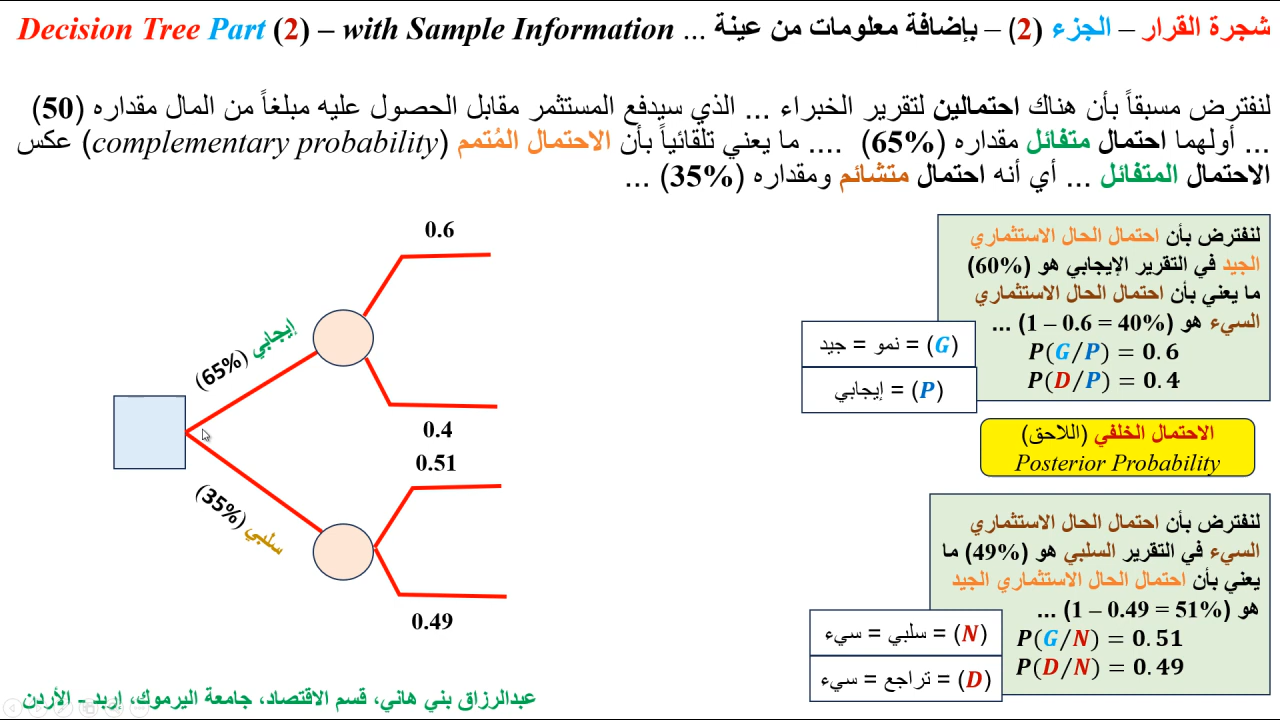 شجرة القرار – الجزء (2) – بإضافة معلومات من عينة ... Decision Tree Part (2) – with Sample Information
لنفترض مسبقاً بأن هناك احتمالين لتقرير الخبراء ... الذي سيدفع المستثمر مقابل الحصول عليه مبلغاً من المال مقداره (50)
... أولهما احتمال متفائل مقداره (65%) .... ما يعني تلقائياً بأن الاحتمال المُتمم (complementary probability) عكس
الاحتمال المتفائل ... أي أنه احتمال متشائم ومقداره (35%) ...
لنفترض بأن احتمال الحال الاستثماري
الجيد في التقرير الإيجابي هو (60%)
ما يعني بأن احتمال الحال الاستثماري
السيء هو (40% = 0.6 – 1) ...
P(G/P) = 0.6
P(D/P) = 0.4
(G) = نمو = جيد
(P) = إيجابي
الاحتمال الخلفي (اللاحق)
Posterior Probability
لنفترض بأن احتمال الحال الاستثماري
السيء في التقرير السلبي هو (49%) ما
يعني بأن احتمال الحال الاستثماري الجيد
هو (51% = 0.49 – 1) ...
P(G/N) = 0.51
P(D/N) = 0.49
(N) = سلبي = سيء
(D) = تراجع = سيء
0.6
إيجابي (65%)
0.4
0.51
سلبي (35%)
0.49
عبدالرزاق بني هاني، قسم الاقتصاد، جامعة اليرموك، إربد - الأردن